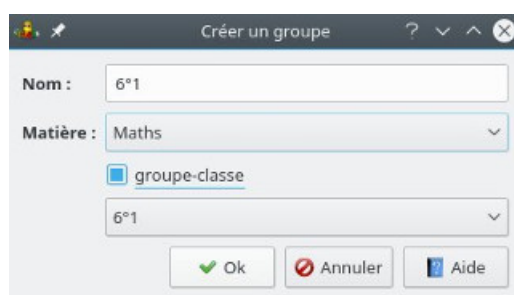 Créer un groupe
Nom : 6°1
Matière : Maths
groupe-classe
6°1
Ok Annuler Aide